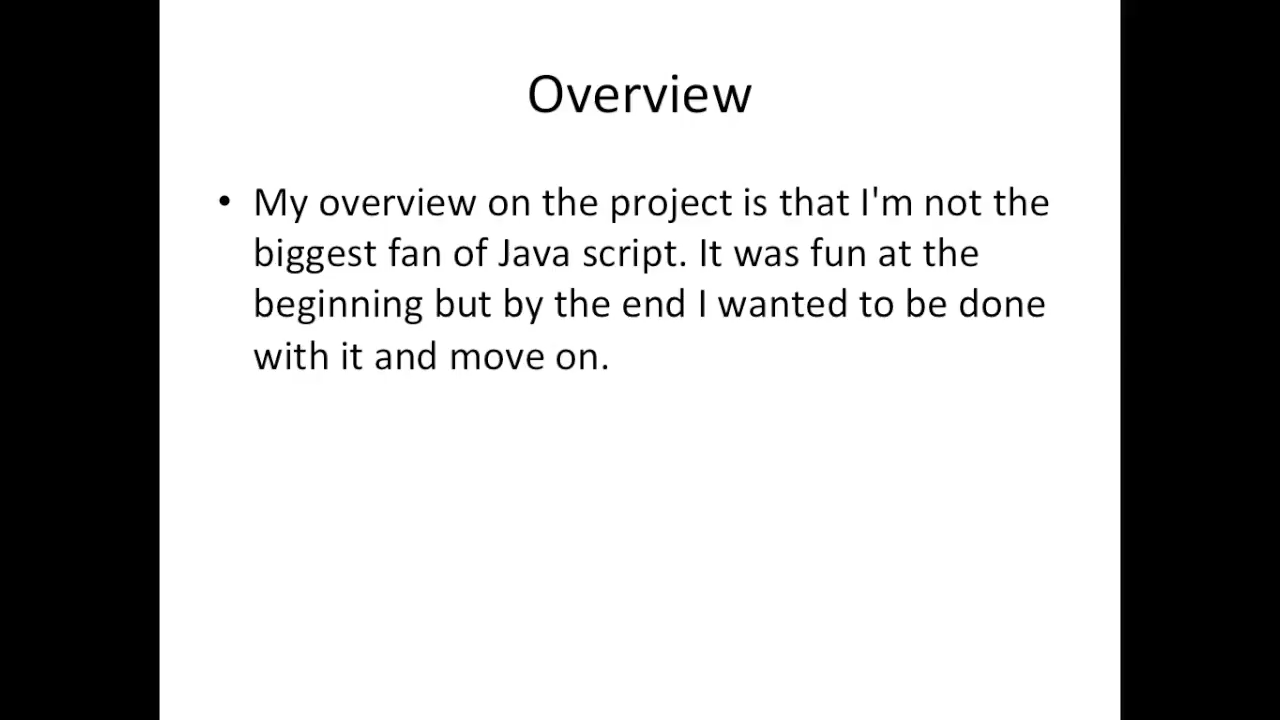 Overview
• My overview on the project is that I'm not the
biggest fan of Java script. It was fun at the
beginning but by the end I wanted to be done
with it and move on.